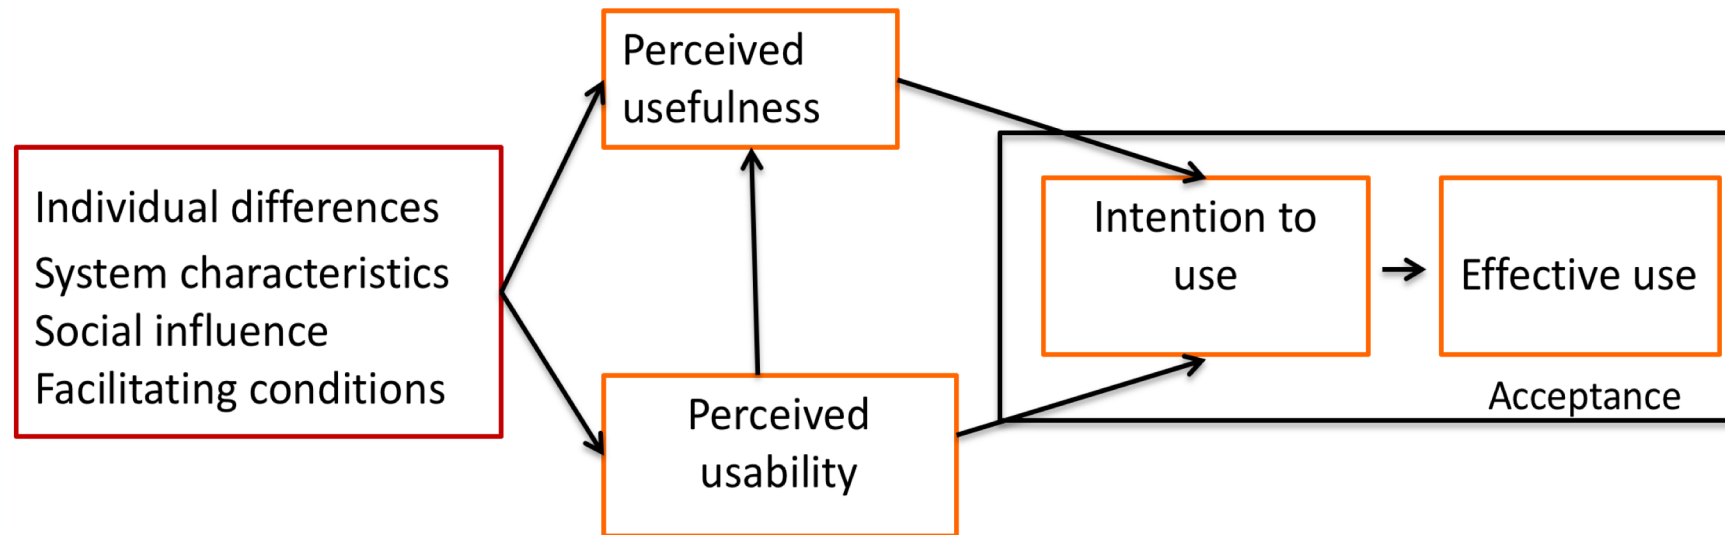 Perceived
usefulness
Individual differences
System characteristics
Social influence
Facilitating conditions
Intention to
use
Effective use
Acceptance
Perceived
usability